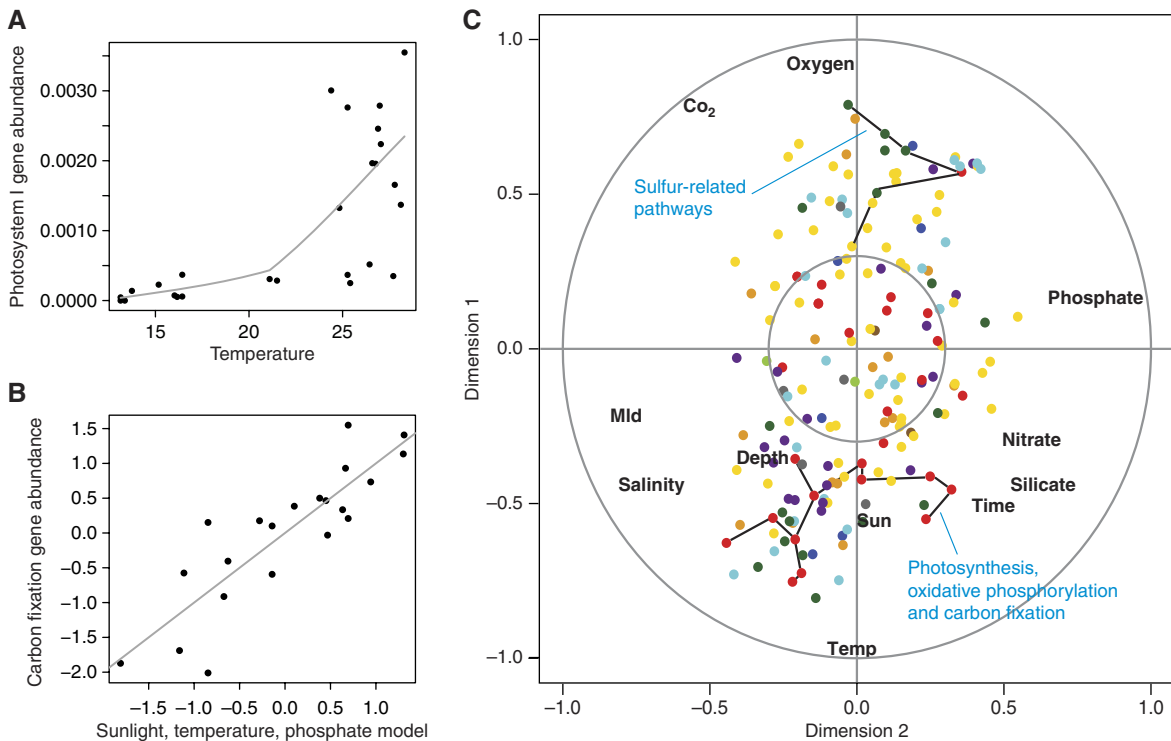 A
Photosystem I gene abundance
0.0030
0.0020
0.0010
0.0000
15
20
25
Temperature
B
Carbon fixation gene abundance
1.5
1.0
0.5
0.0
−0.5
−1.0
−1.5
−2.0
−1.5
−1.0
−0.5
0.0
0.5
1.0
Sunlight, temperature, phosphate model
C
Dimension 1
1.0
0.5
0.0
−0.5
−1.0
Oxygen
Co2
Sulfur-related
pathways
Phosphate
Mld
Nitrate
Depth
Salinity
Silicate
Time
Sun
Photosynthesis,
oxidative phosphorylation
and carbon fixation
Temp
−1.0
−0.5
0.0
0.5
1.0
Dimension 2